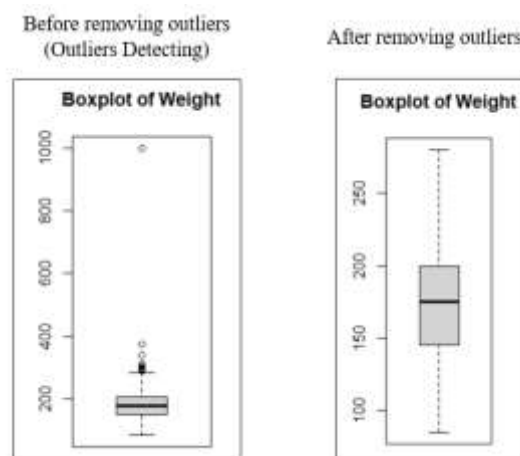 Before removing outliers
(Outliers Detecting)
After removing outliers
Boxplot of Weight
1000
800
600
400
200
Boxplot of Weight
250
200
150
100